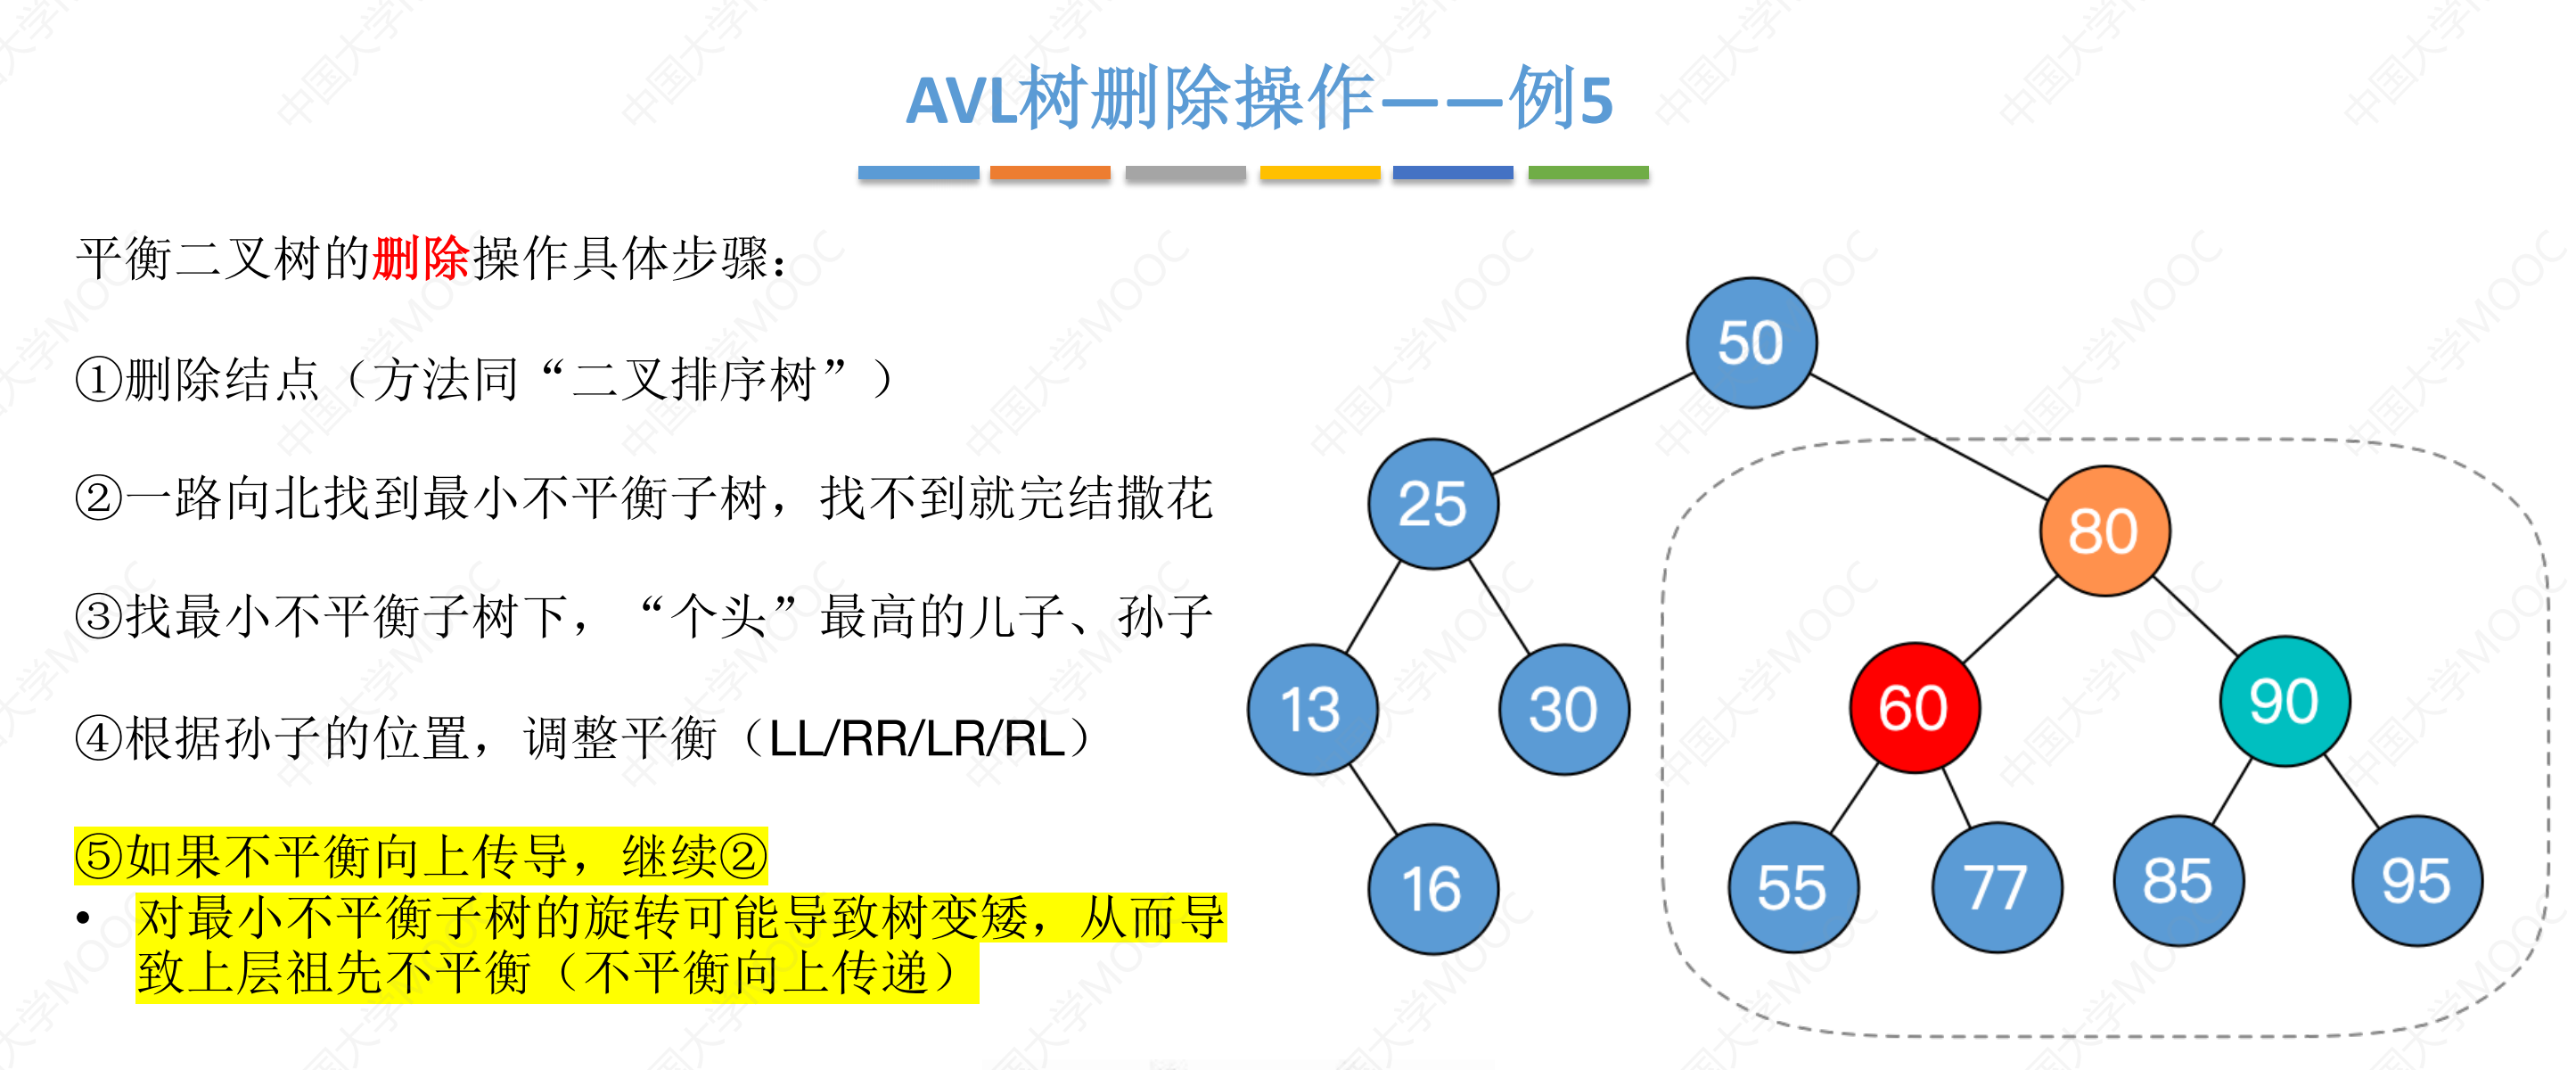 AVL树删除操作——例5
平衡二叉树的删除操作具体步骤：
①删除结点（方法同“二叉排序树”）
②一路向北找到最小不平衡子树，找不到就完结撒花
③找最小不平衡子树下，“个头”最高的儿子、孙子
④根据孙子的位置，调整平衡（LL/RR/LR/RL）
⑤如果不平衡向上传导，继续②
• 对最小不平衡子树的旋转可能导致树变矮，从而导
致上层祖先不平衡（不平衡向上传递）
50
25
80
13
30
60
90
16
55
77
85
95
中国大学MOOC